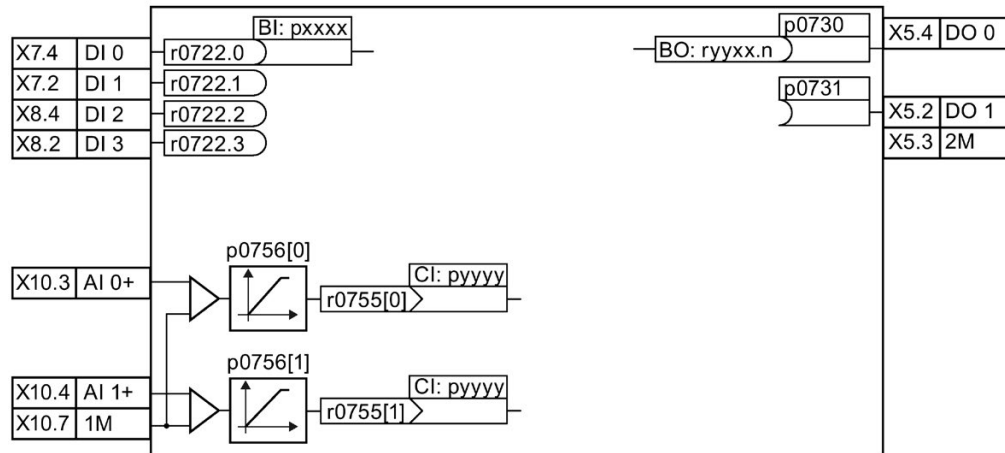 BI: pxxxx
p0730
X7.4 DI 0 r0722.0
BO: ryyxx.n
X5.4 DO 0
X7.2 DI 1 r0722.1
p0731
X8.4 DI 2 r0722.2
X5.2 DO 1
X8.2 DI 3 r0722.3
X5.3 2M
p0756[0]
X10.3 AI 0+
CI: pyyyy
r0755[0]
p0756[1]
X10.4 AI 1+
CI: pyyyy
r0755[1]
X10.7 1M